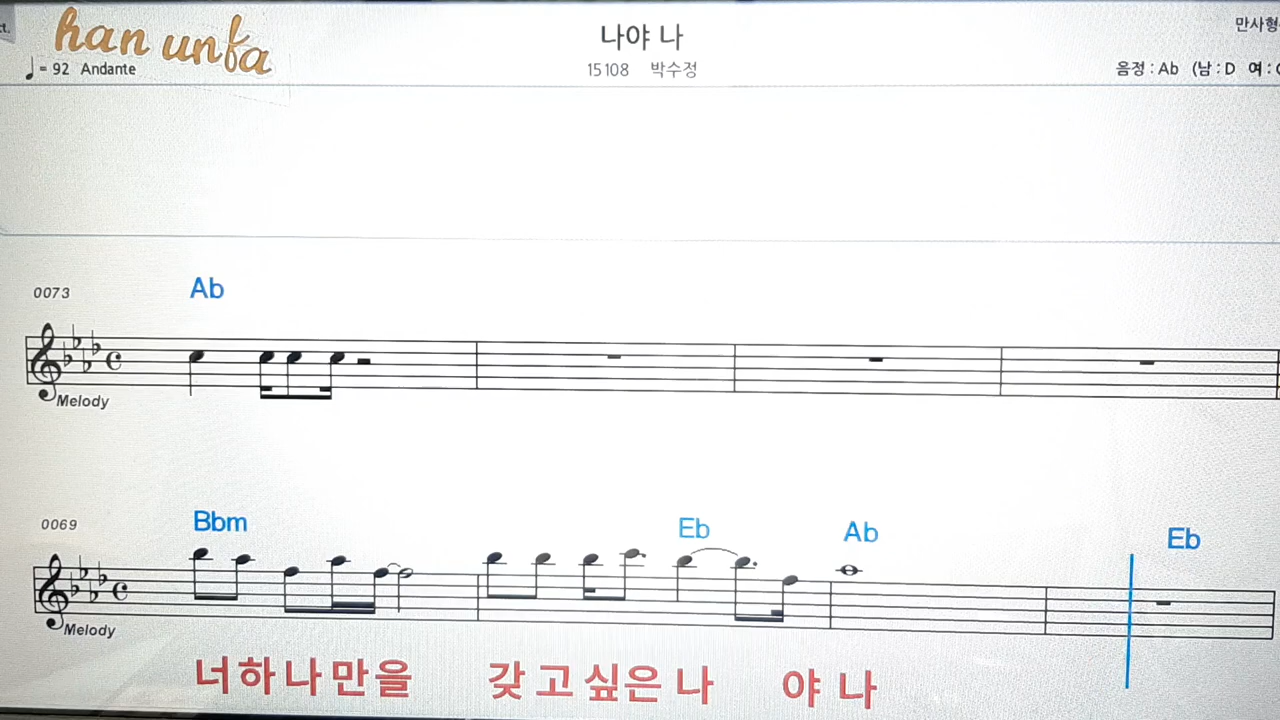 han unfa
♩= 92 Andante
나야 나
15108 박수정
만사형
음정 : Ab (남 : D 여 :
0073
Ab
Melody
0069
Bbm Eb Ab Eb
Melody
너하나만을 갖고싶은나 야나